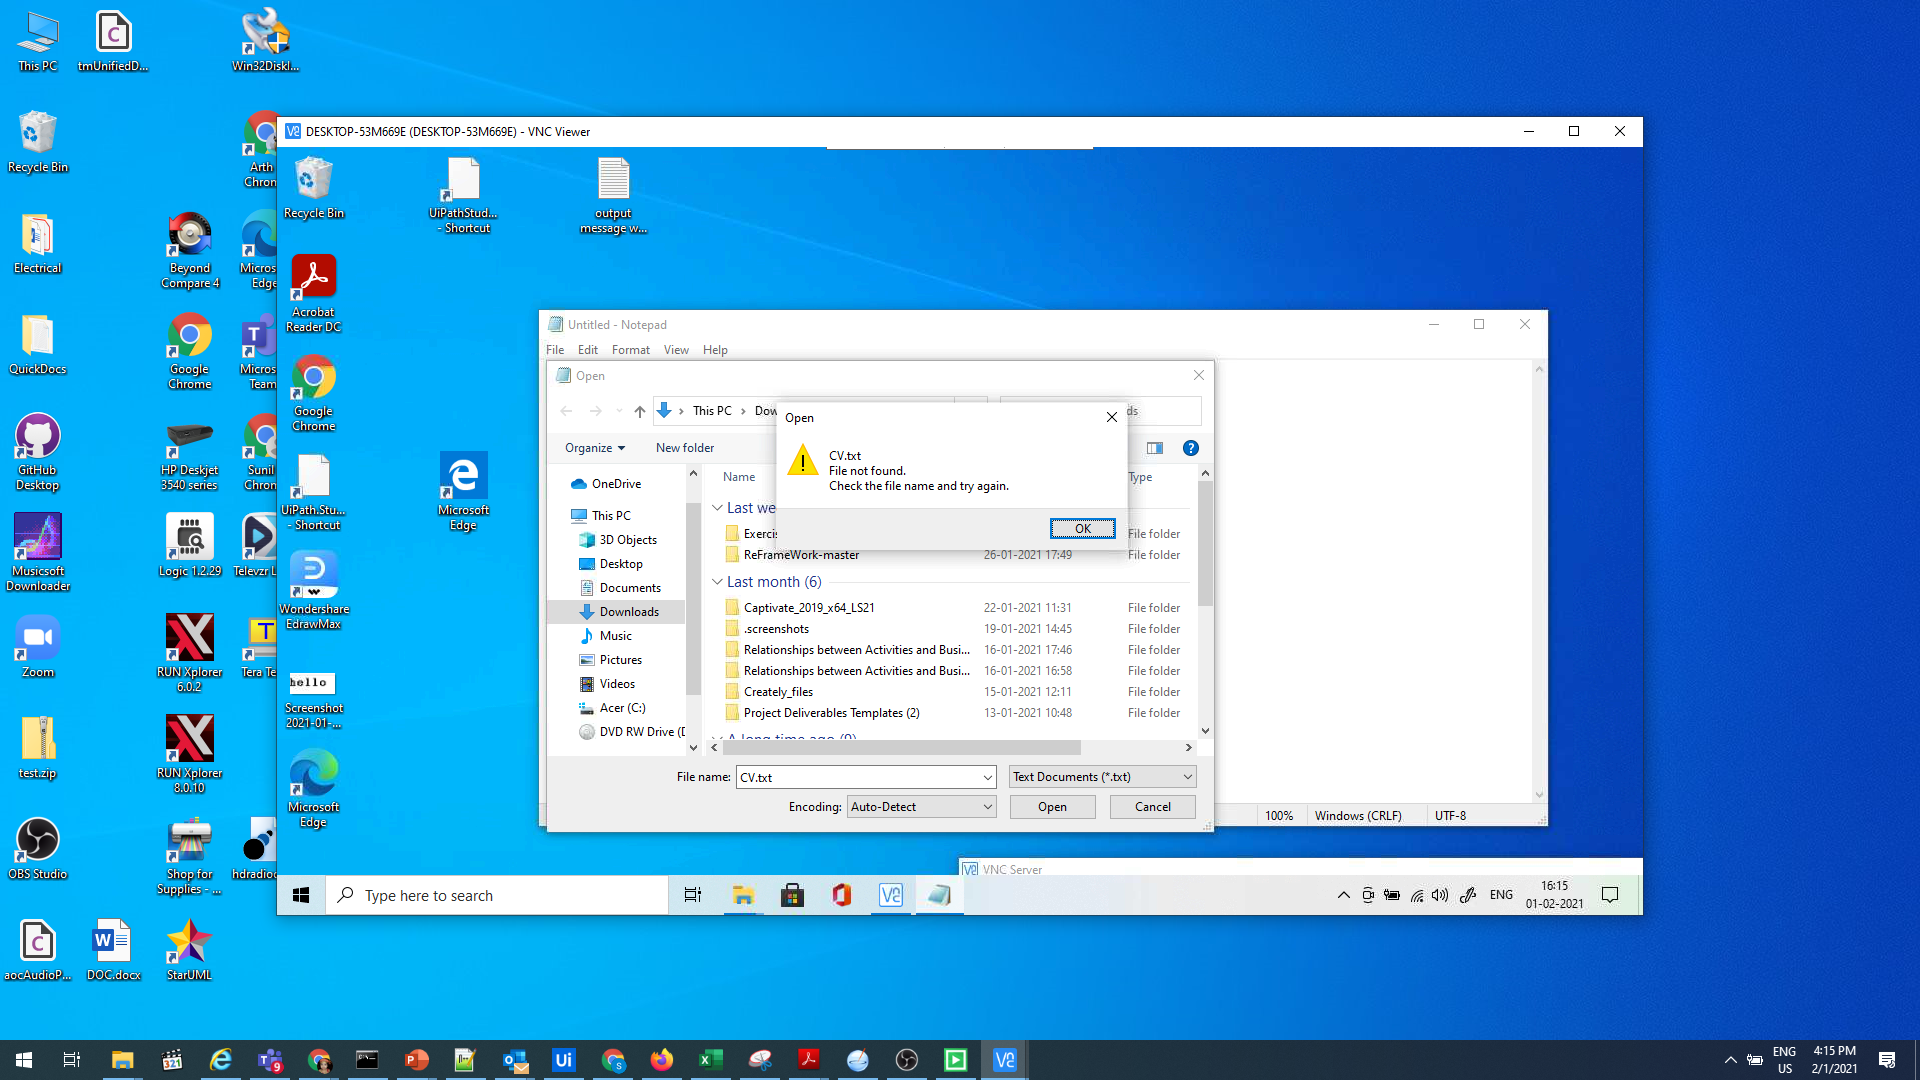 This PC
tmUnifiedD...
Win32DiskI...
Recycle Bin
Arth
Chron
Electrical
Beyond
Compare 4
Micros
Edge
QuickDocs
Google
Chrome
Micros
Team
GitHub
Desktop
HP Deskjet
3540 series
Sunil
Chron
Musicsoft
Downloader
Logic 1.2.29
Televzr L
Zoom
RUN Xplorer
6.0.2
Tera Te
test.zip
RUN Xplorer
8.0.10
OBS Studio
Shop for
Supplies - ...
hdradioc
aocAudioP...
DOC.docx
StarUML
DESKTOP-53M669E (DESKTOP-53M669E) - VNC Viewer
Recycle Bin
UiPathStud...
- Shortcut
output
message w...
Acrobat
Reader DC
Google
Chrome
UiPath.Stu...
- Shortcut
Microsoft
Edge
Wondershare
EdrawMax
hello
Screenshot
2021-01-...
Microsoft
Edge
Untitled - Notepad
File Edit Format View Help
Open
This PC
Dow
ds
Organize
New folder
Name
Type
OneDrive
This PC
3D Objects
Desktop
Documents
Downloads
Music
Pictures
Videos
Acer (C:)
DVD RW Drive (D
Last we
Exercis
File folder
ReFrameWork-master 26-01-2021 17:49 File folder
Last month (6)
Captivate_2019_x64_LS21 22-01-2021 11:31 File folder
.screenshots 19-01-2021 14:45 File folder
Relationships between Activities and Busi... 16-01-2021 17:46 File folder
Relationships between Activities and Busi... 16-01-2021 16:58 File folder
Creately_files 15-01-2021 12:11 File folder
Project Deliverables Templates (2) 13-01-2021 10:48 File folder
A long time ago (9)
File name: CV.txt Text Documents (*.txt)
Encoding: Auto-Detect Open Cancel
Open
CV.txt
File not found.
Check the file name and try again.
OK
100% Windows (CRLF) UTF-8
VNC Server
Type here to search
ENG
16:15
01-02-2021
ENG
US
4:15 PM
2/1/2021